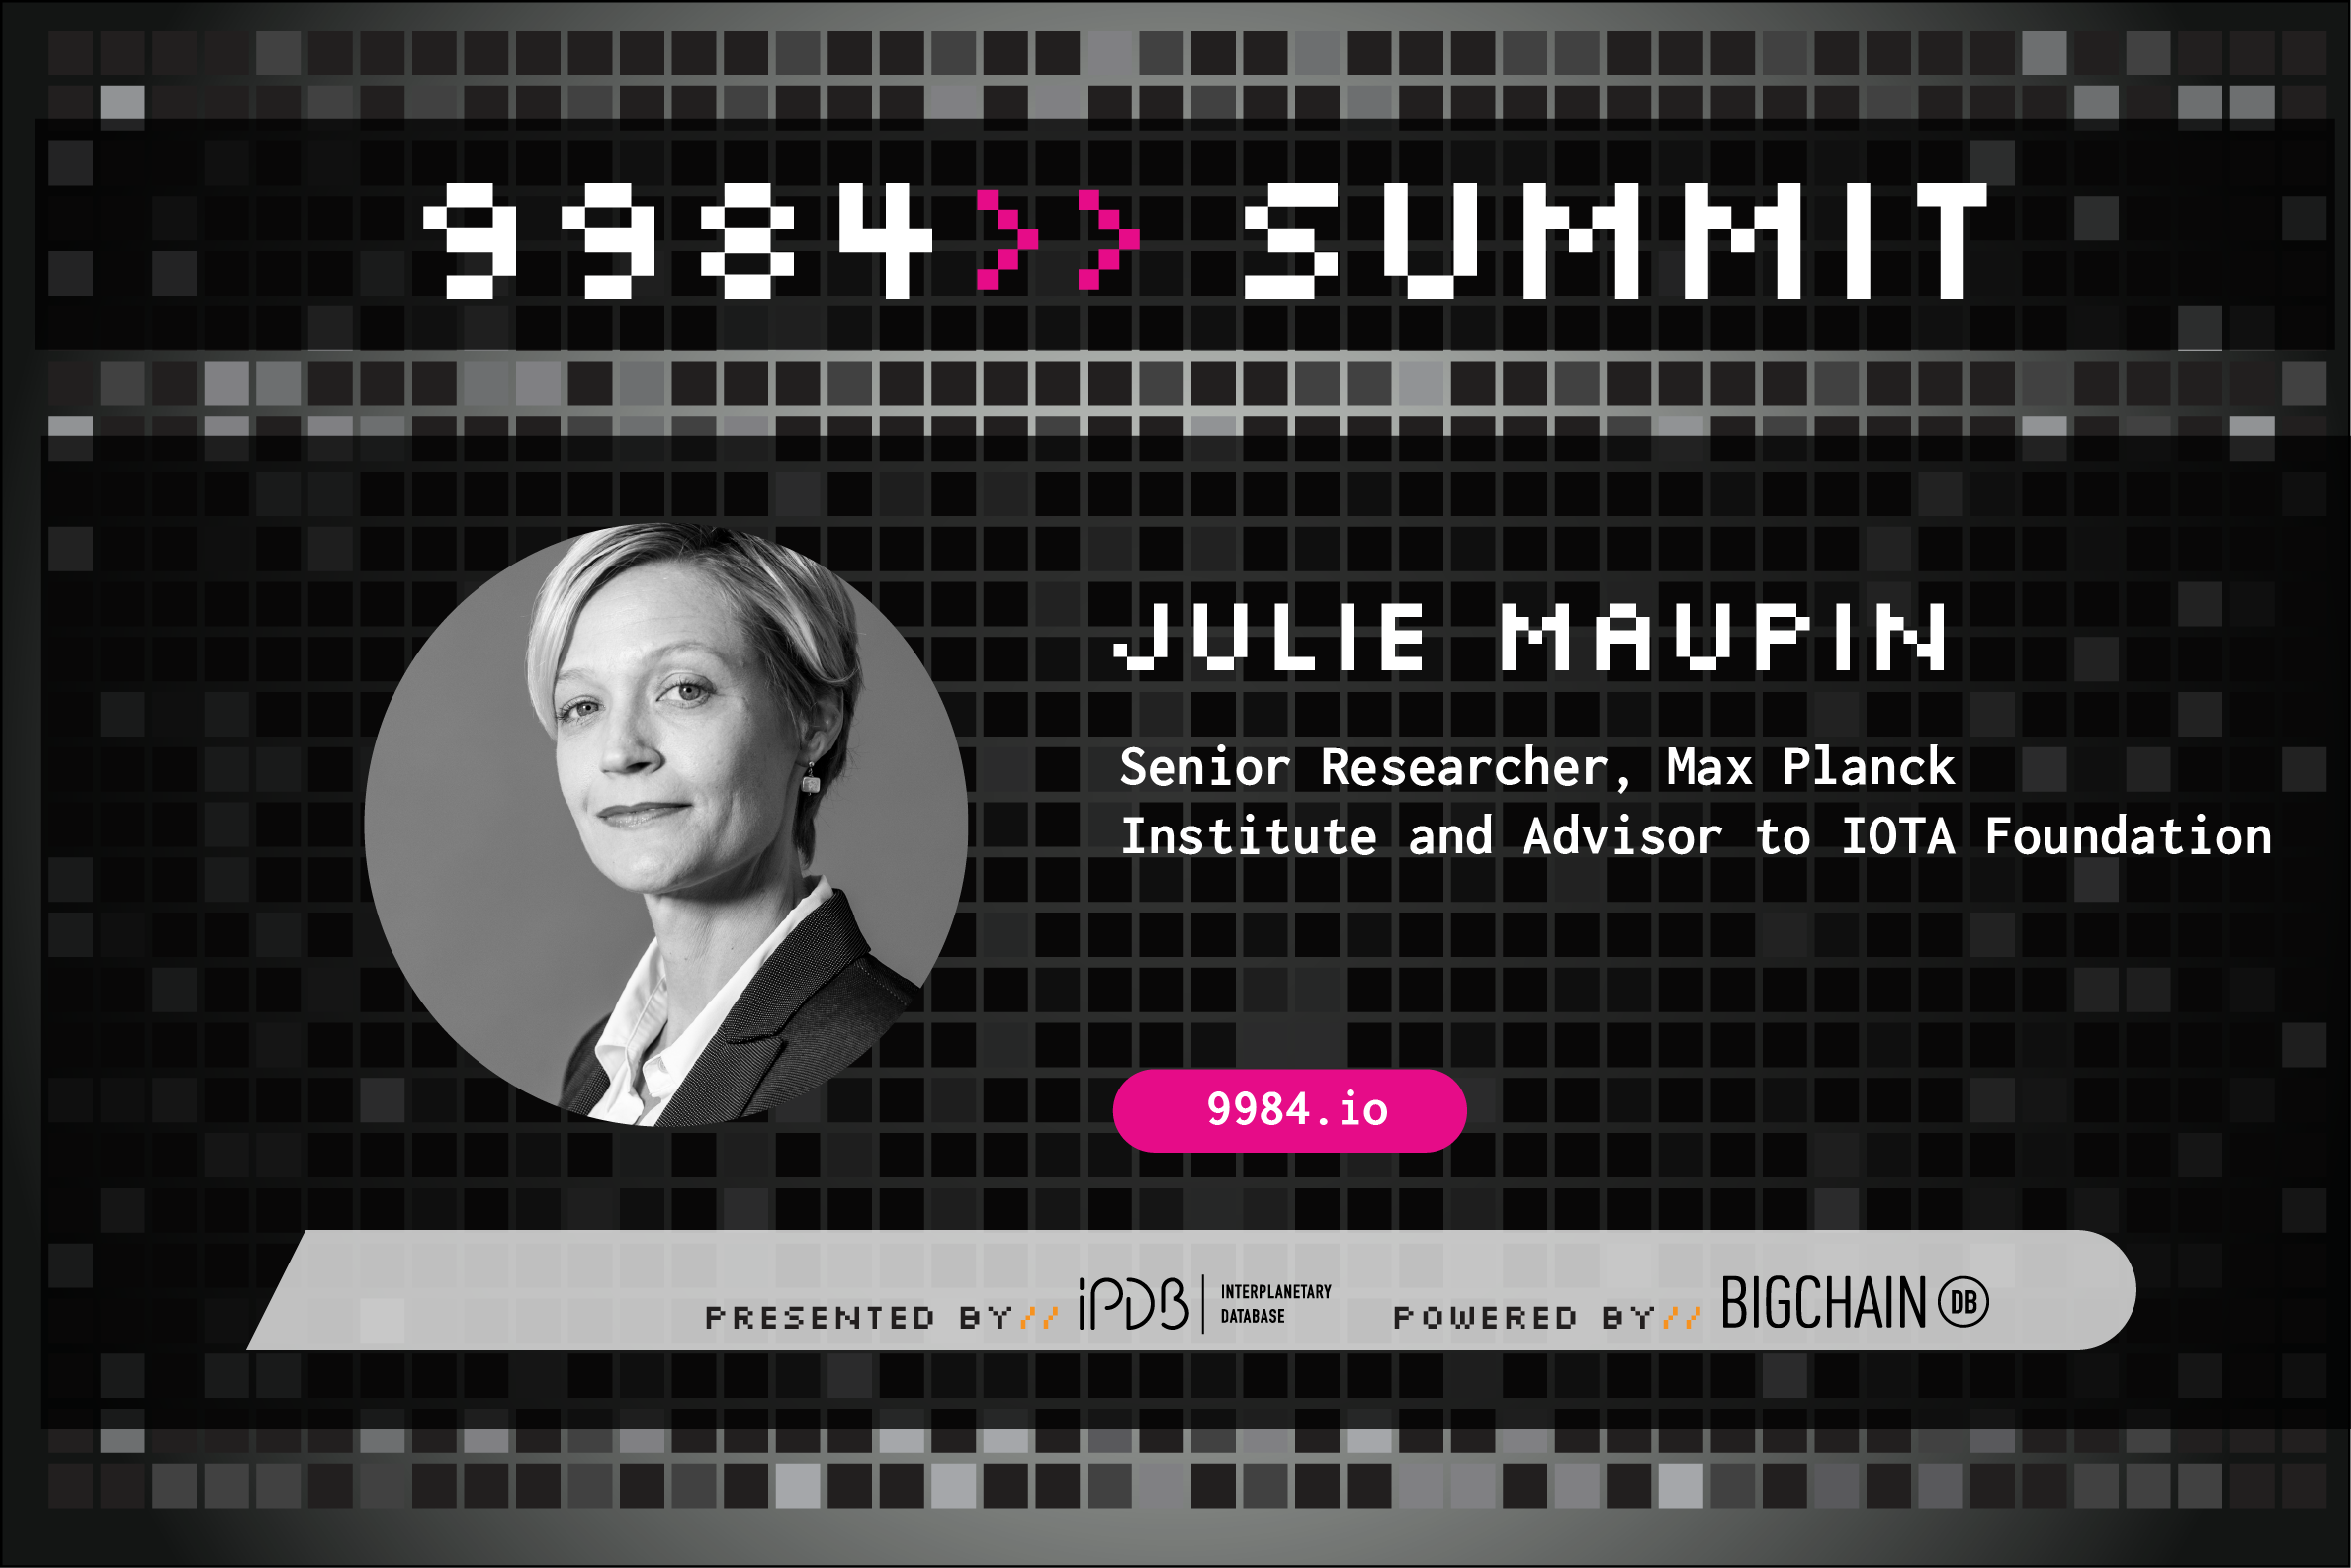 9984>> SUMMIT
JULIE MAUPIN
Senior Researcher, Max Planck
Institute and Advisor to IOTA Foundation
9984.io
PRESENTED BY// iPDB | INTERPLANETARY DATABASE
POWERED BY// BIGCHAIN DB